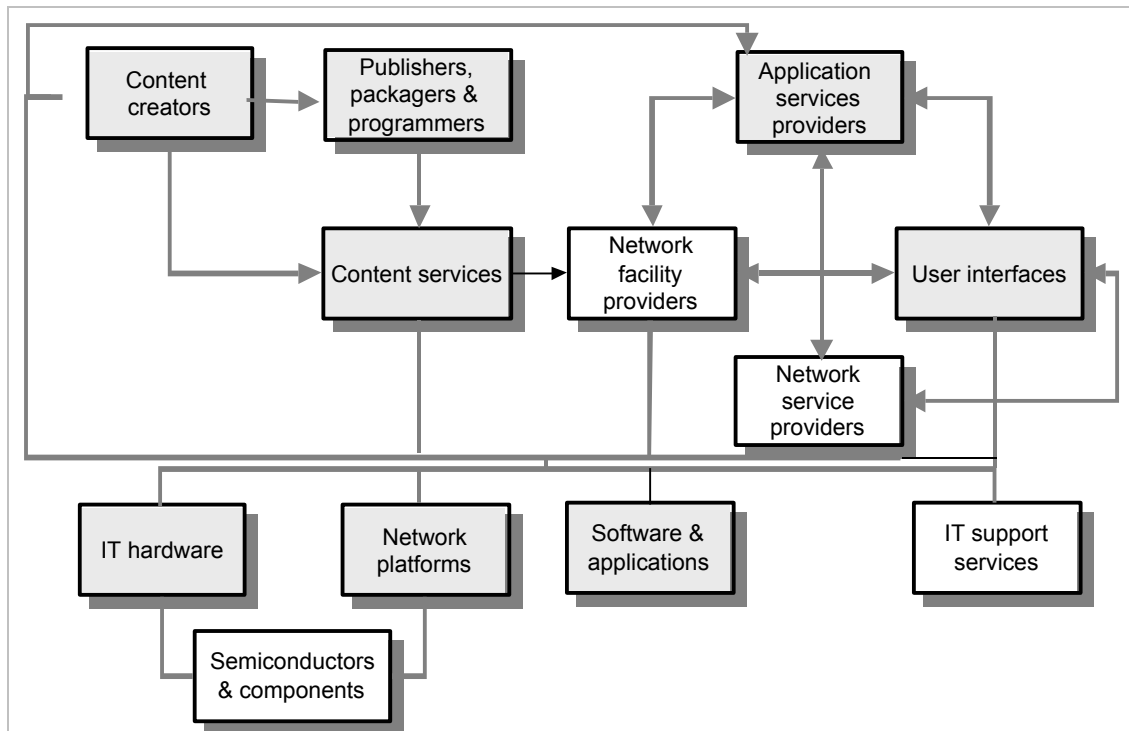 Content
creators
Publishers,
packagers &
programmers
Application
services
providers
Content services
Network
facility
providers
User interfaces
Network
service
providers
IT hardware
Network
platforms
Software &
applications
IT support
services
Semiconductors
& components